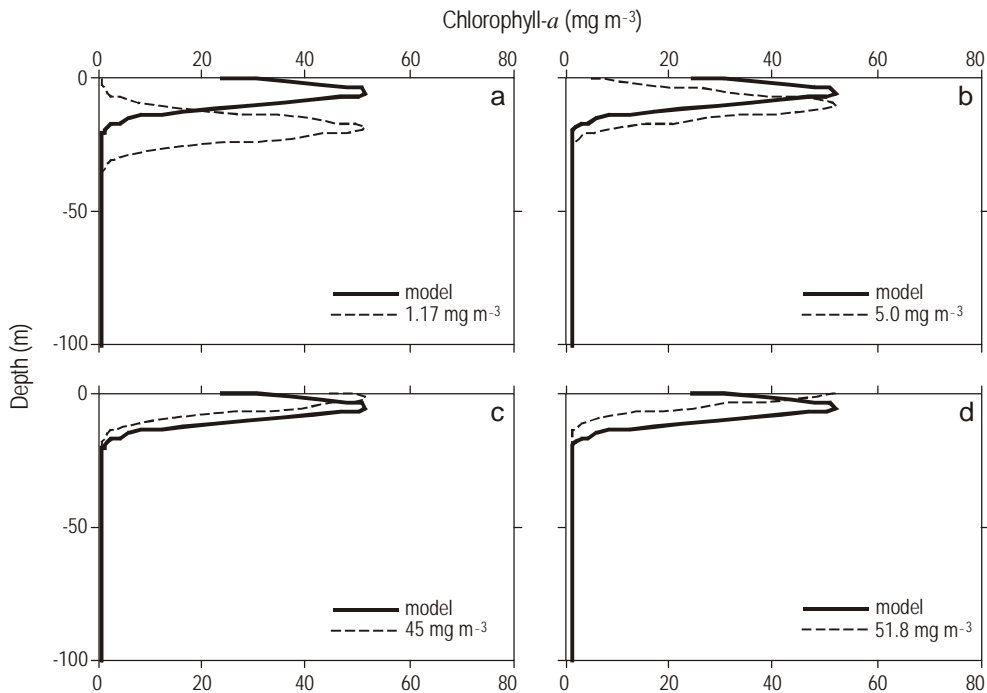 Chlorophyll-a (mg m-3)
0 20 40 60 80
0 20 40 60 80
0
a
b
-50
model
1.17 mg m-3
model
5.0 mg m-3
-100
Depth (m)
0
c
d
-50
model
45 mg m-3
model
51.8 mg m-3
-100
0 20 40 60 80
0 20 40 60 80